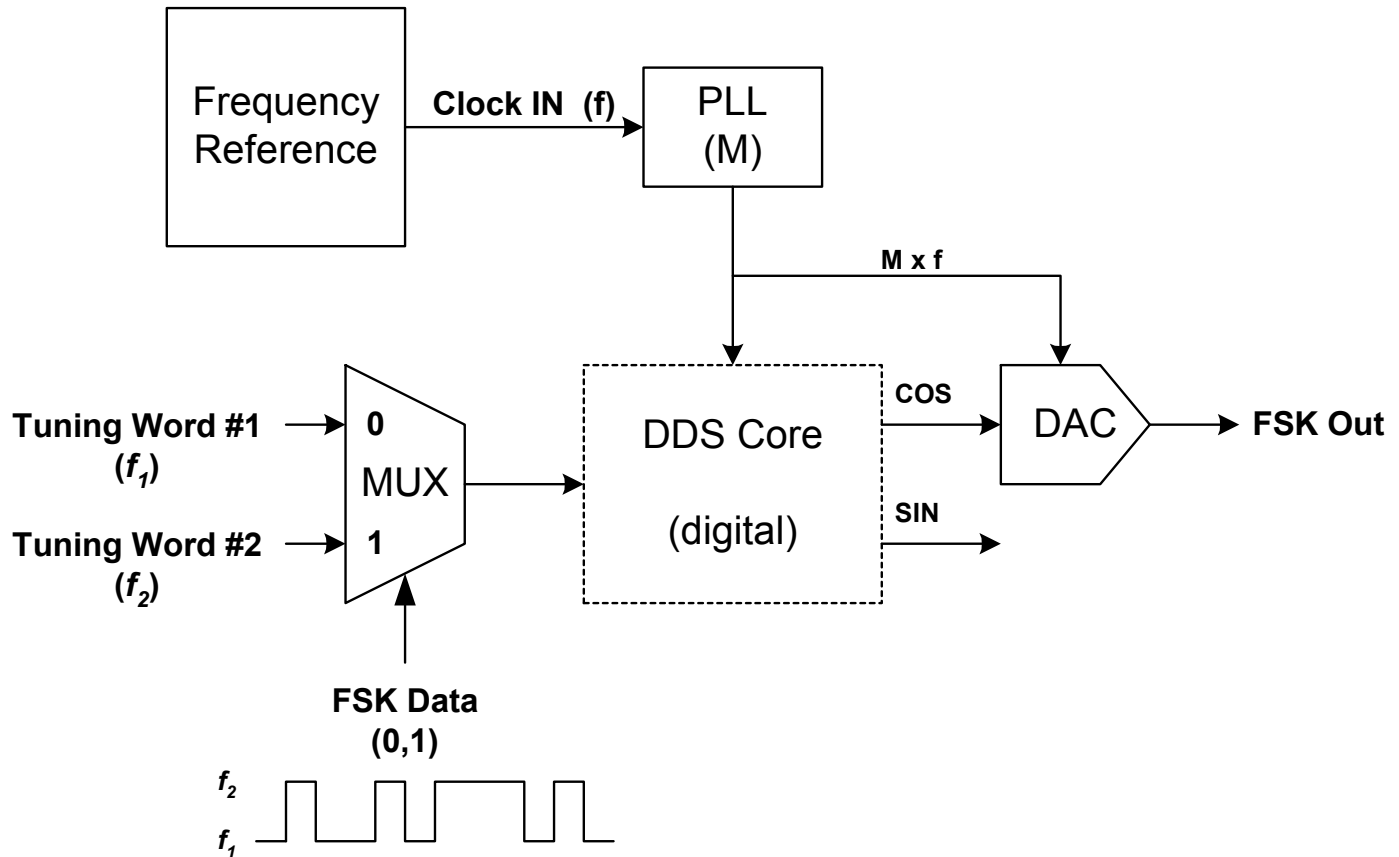 Frequency
Reference
Clock IN (f)
PLL
(M)
M x f
Tuning Word #1
(f1)
Tuning Word #2
(f2)
0
MUX
1
DDS Core
(digital)
COS
SIN
DAC
FSK Out
FSK Data
(0,1)
f2
f1